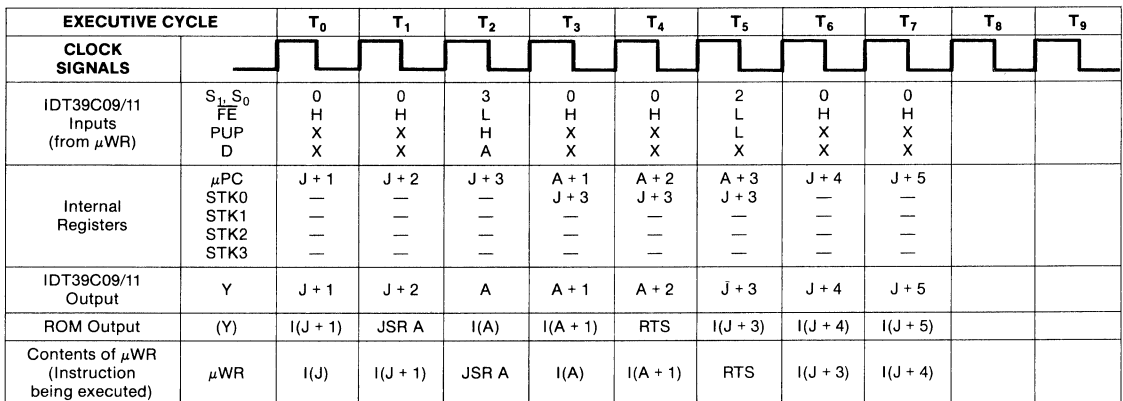 EXECUTIVE CYCLE T0 T1 T2 T3 T4 T5 T6 T7 T8 T9
CLOCK
SIGNALS
IDT39C09/11
Inputs
(from μWR)
S1, S0 0 0 3 0 0 2 0 0
F̅E̅ H H L H H L H H
PUP X X H X X L X X
D X X A X X X X X
Internal
Registers
μPC J + 1 J + 2 J + 3 A + 1 A + 2 A + 3 J + 4 J + 5
STK0 — — — J + 3 J + 3 J + 3 — —
STK1 — — — — — — — —
STK2 — — — — — — — —
STK3 — — — — — — — —
IDT39C09/11
Output
Y J + 1 J + 2 A A + 1 A + 2 J + 3 J + 4 J + 5
ROM Output (Y) I(J + 1) JSR A I(A) I(A + 1) RTS I(J + 3) I(J + 4) I(J + 5)
Contents of μWR
(Instruction
being executed)
μWR I(J) I(J + 1) JSR A I(A) I(A + 1) RTS I(J + 3) I(J + 4)